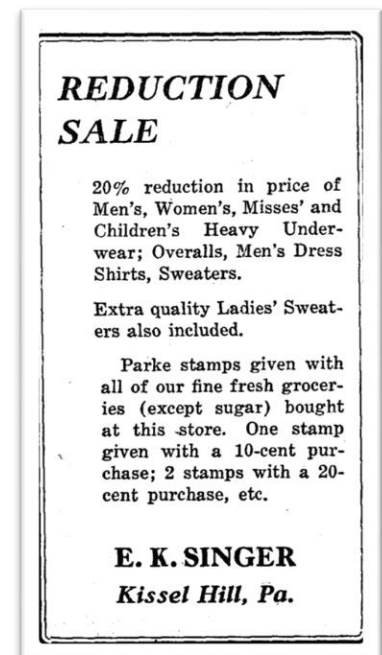 REDUCTION
SALE
20% reduction in price of
Men's, Women's, Misses' and
Children's Heavy Under-
wear; Overalls, Men's Dress
Shirts, Sweaters.
Extra quality Ladies' Sweat-
ers also included.
Parke stamps given with
all of our fine fresh grocer-
ies (except sugar) bought
at this store. One stamp
given with a 10-cent pur-
chase; 2 stamps with a 20-
cent purchase, etc.
E. K. SINGER
Kissel Hill, Pa.